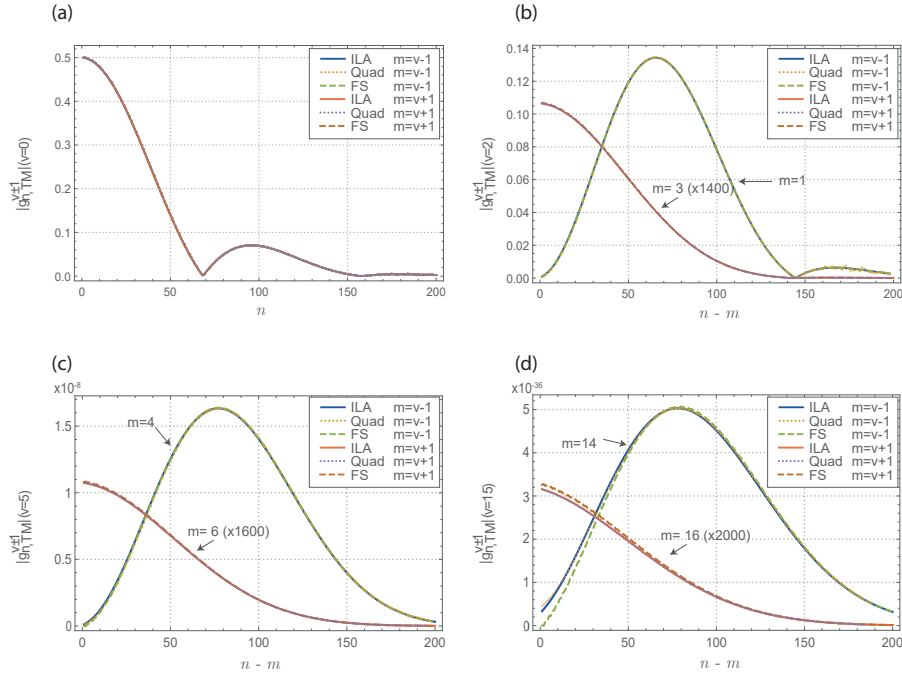 (a)
0.5
0.4
0.3
0.2
0.1
0.0
|g_n,TM^v±1|(v=0)
0 50 100 150 200
n
ILA m=v-1
Quad m=v-1
FS m=v-1
ILA m=v+1
Quad m=v+1
FS m=v+1
(b)
0.14
0.12
0.10
0.08
0.06
0.04
0.02
0.00
|g_n,TM^v±1|(v=2)
0 50 100 150 200
n - m
ILA m=v-1
Quad m=v-1
FS m=v-1
ILA m=v+1
Quad m=v+1
FS m=v+1
m= 3 (x1400)
m=1
(c)
x10^-8
1.5
1.0
0.5
0
|g_n,TM^v±1|(v=5)
0 50 100 150 200
n - m
ILA m=v-1
Quad m=v-1
FS m=v-1
ILA m=v+1
Quad m=v+1
FS m=v+1
m=4
m= 6 (x1600)
(d)
x10^-36
5
4
3
2
1
0
|g_n,TM^v±1|(v=15)
0 50 100 150 200
n - m
ILA m=v-1
Quad m=v-1
FS m=v-1
ILA m=v+1
Quad m=v+1
FS m=v+1
m=14
m= 16 (x2000)